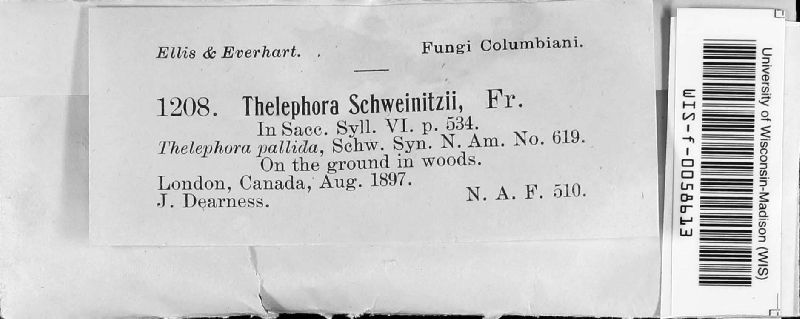 Ellis & Everhart. Fungi Columbiani.
1208. Thelephora Schweinitzii, Fr.
In Sacc. Syll. VI. p. 534.
Thelephora pallida, Schw. Syn. N. Am. No. 619.
On the ground in woods.
London, Canada, Aug. 1897.
J. Dearness. N. A. F. 510.
University of Wisconsin-Madison (WIS)
WIS-f-0058613